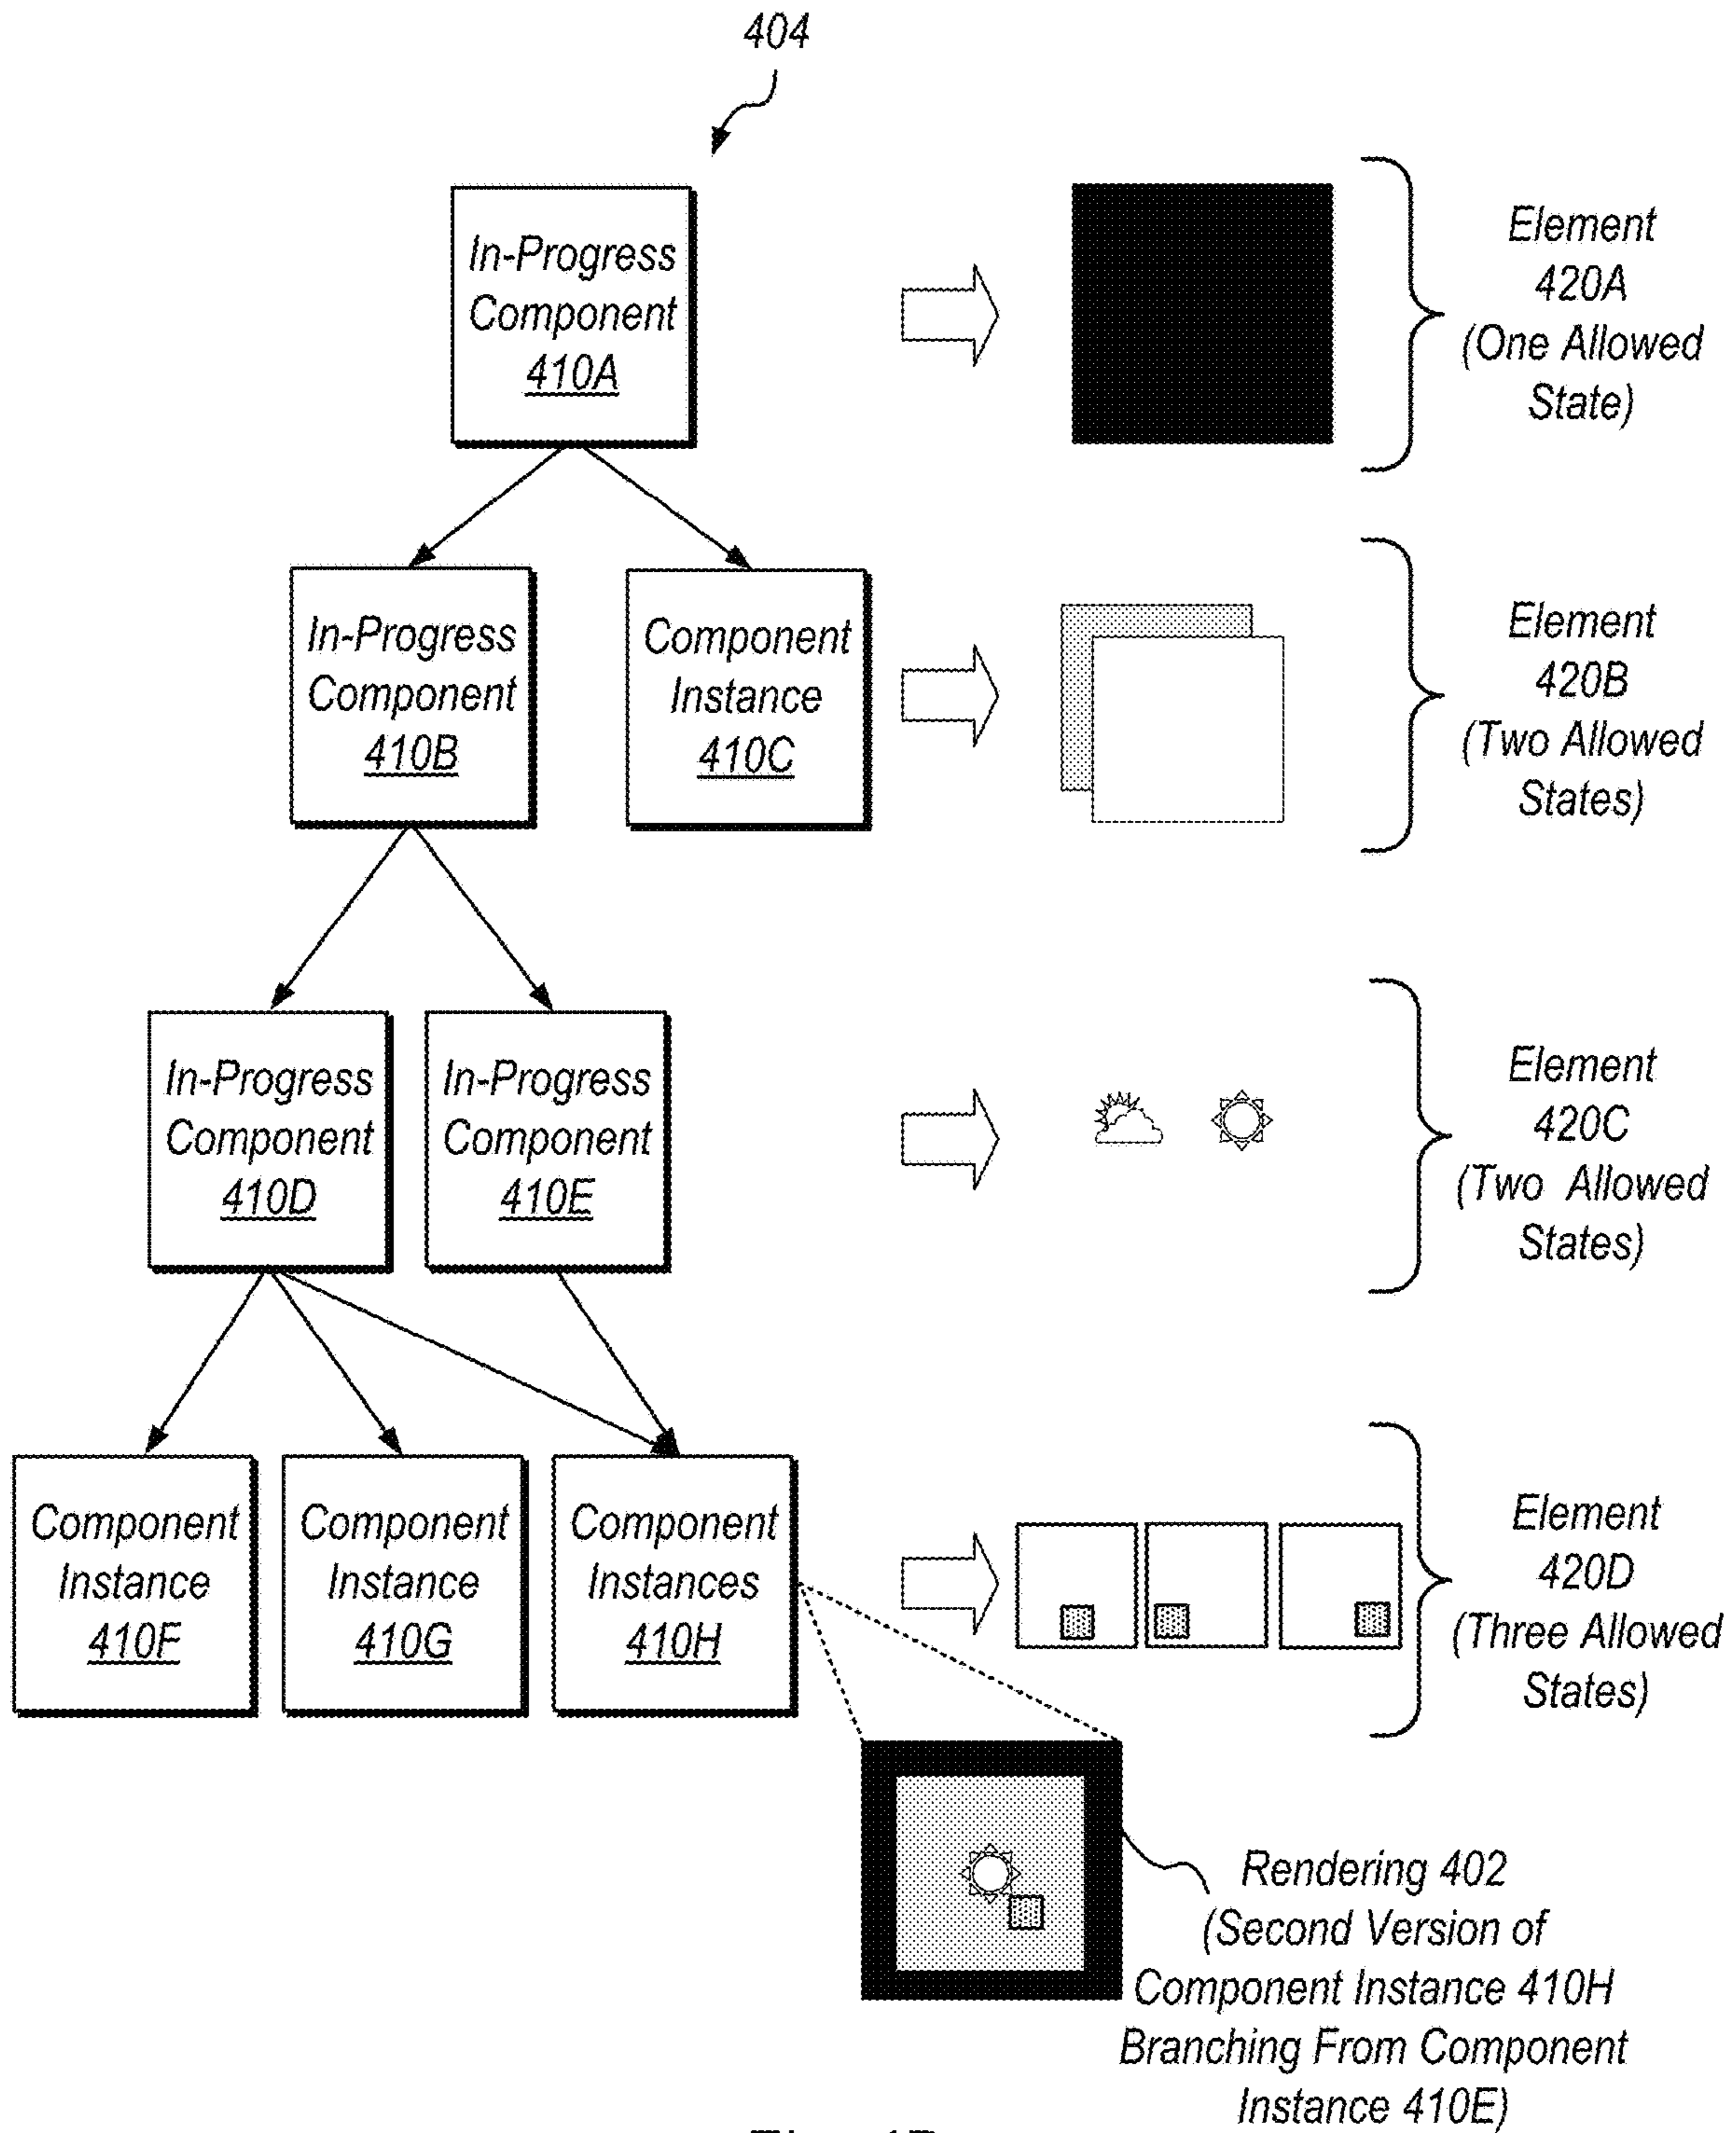 404
In-Progress
Component
410A
Element
420A
(One Allowed
State)
In-Progress
Component
410B
Component
Instance
410C
Element
420B
(Two Allowed
States)
In-Progress
Component
410D
In-Progress
Component
410E
Element
420C
(Two Allowed
States)
Component
Instance
410F
Component
Instance
410G
Component
Instances
410H
Element
420D
(Three Allowed
States)
Rendering 402
(Second Version of
Component Instance 410H
Branching From Component
Instance 410E)